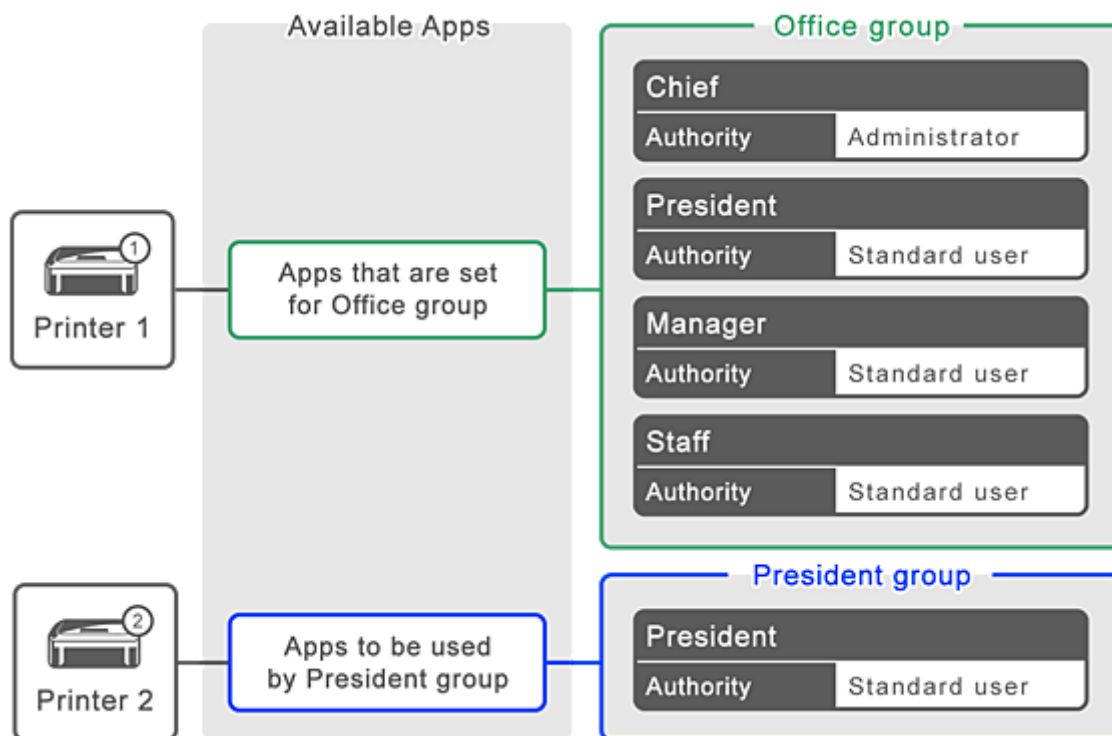 Available Apps
Office group
Chief
Authority Administrator
President
Authority Standard user
1
Printer 1
Apps that are set
for Office group
Manager
Authority Standard user
Staff
Authority Standard user
President group
2
Printer 2
Apps to be used
by President group
President
Authority Standard user